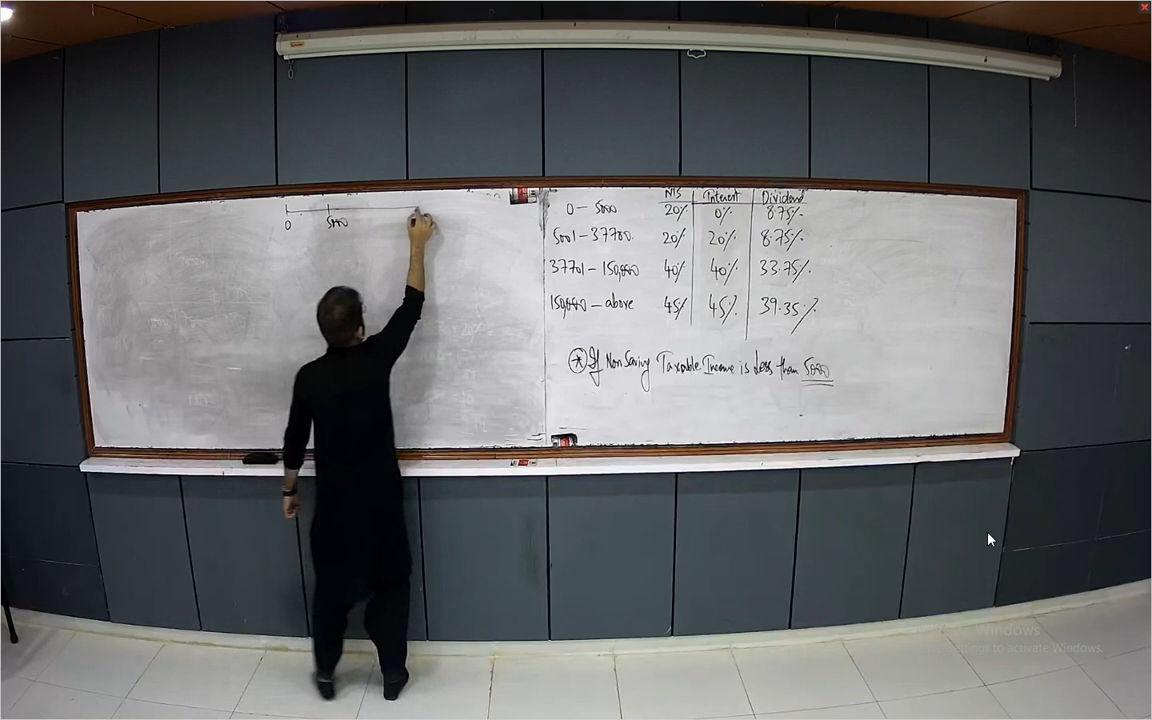 0 5000
NTS Interest Dividend
0 - 5000 20% 0% 8.75%
5001 - 37700 20% 20% 8.75%
37701 - 150,000 40% 40% 33.75%
150,000 - above 45% 45% 39.35%
* If Non Saving Taxable Income is Less than 5000
Windows
Settings to activate Windows.